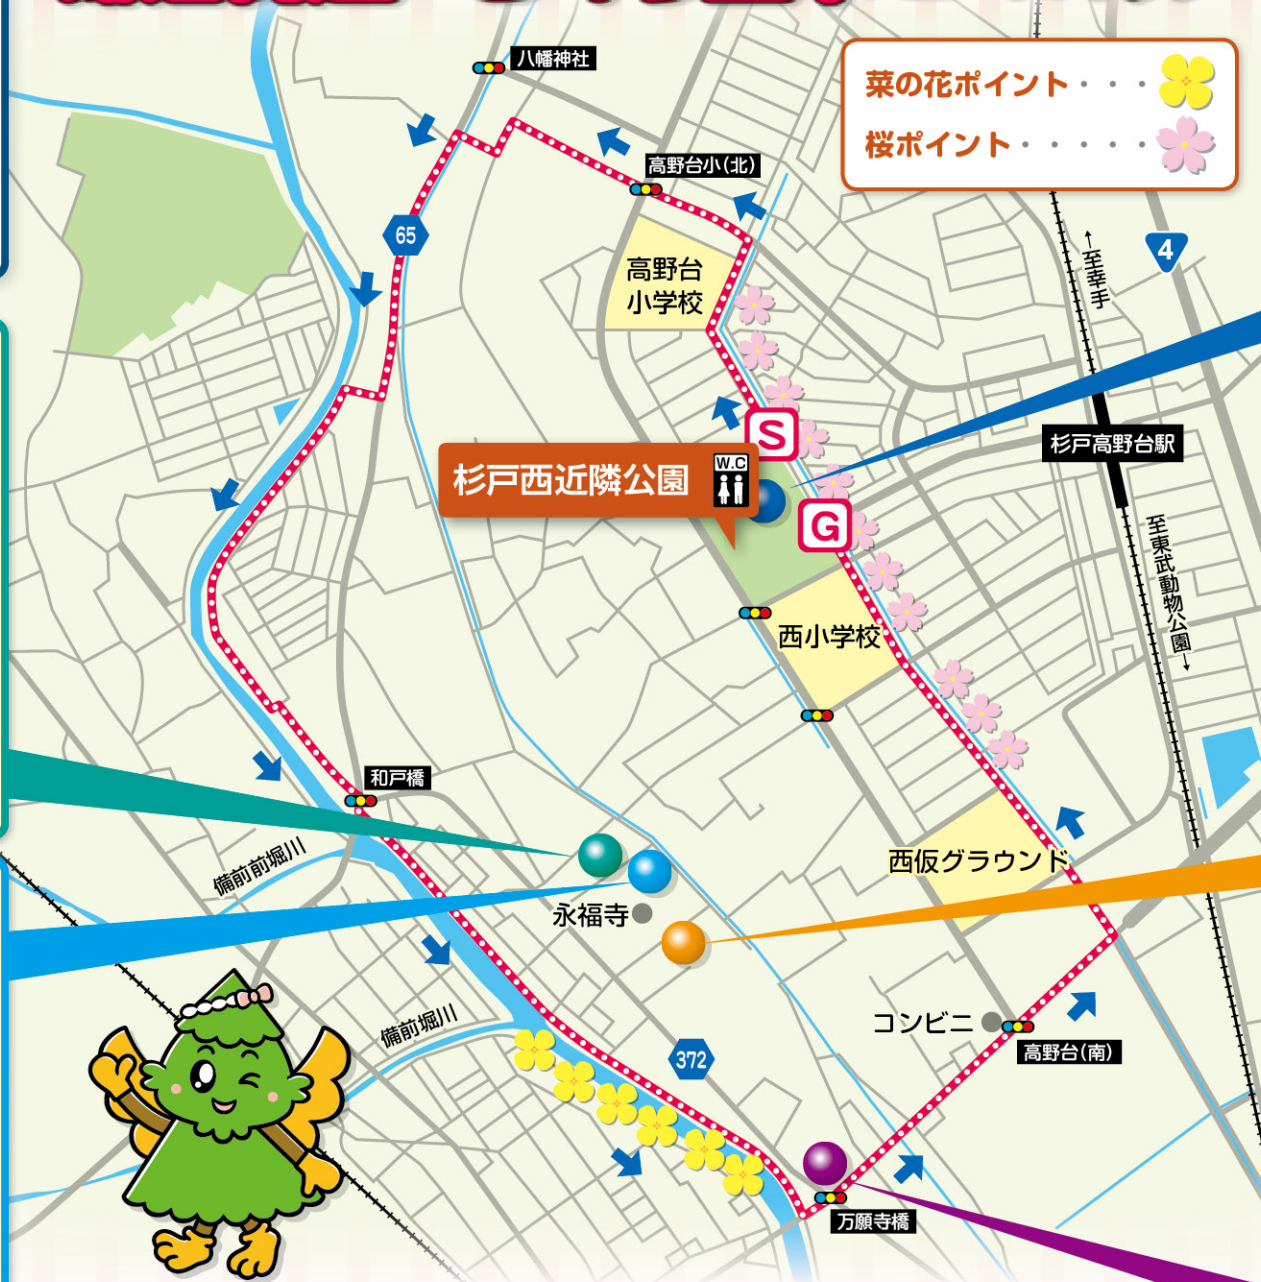 八幡神社
菜の花ポイント・・・
桜ポイント・・・・・
高野台小(北)
65
高野台
小学校
4
←至幸手
S
杉戸高野台駅
杉戸西近隣公園
W.C
G
至東武動物公園→
西小学校
和戸橋
備前前堀川
西仮グラウンド
永福寺
備前堀川
コンビニ
高野台(南)
372
万願寺橋